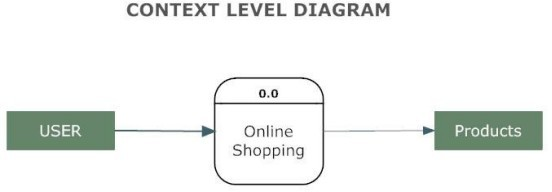 CONTEXT LEVEL DIAGRAM
0.0
USER
Online
Shopping
Products